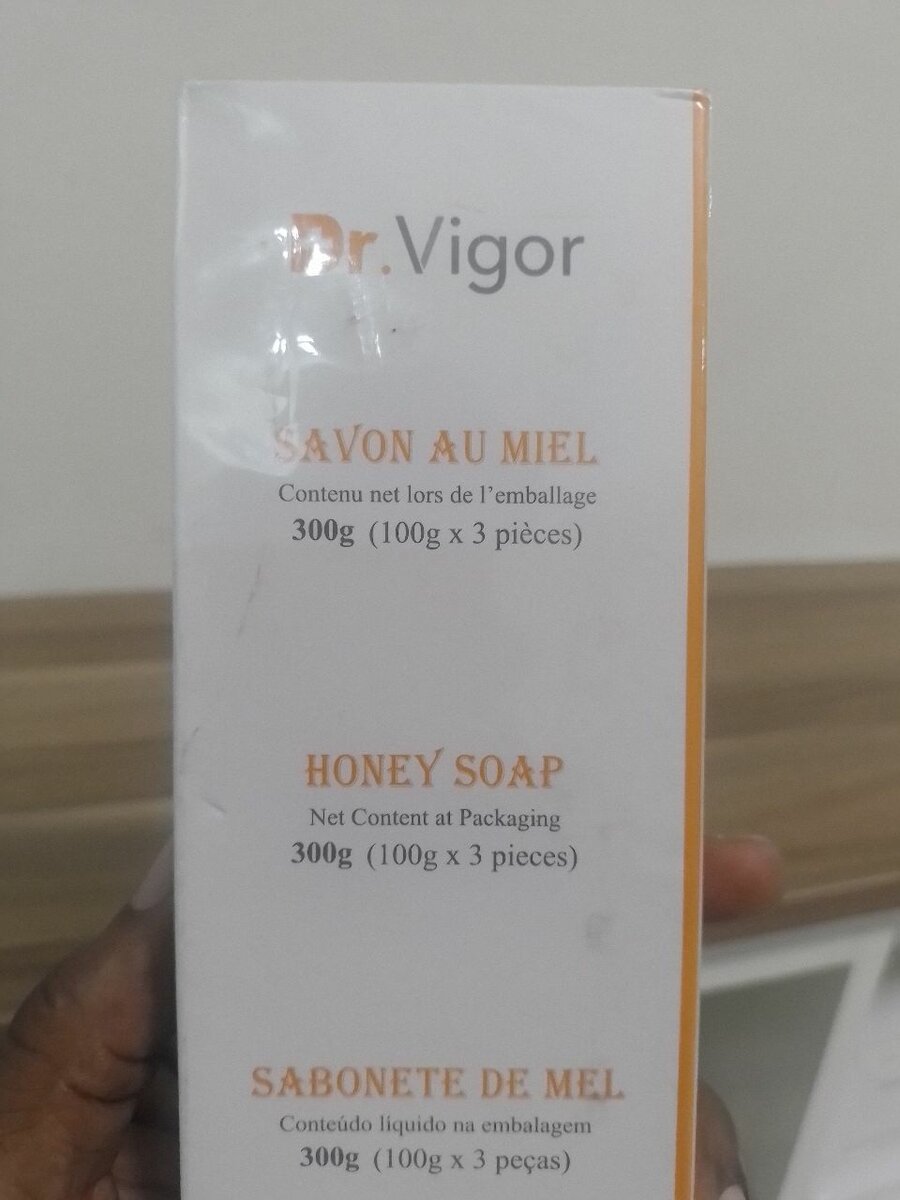 Dr.Vigor
SAVON AU MIEL
Contenu net lors de l'emballage
300g (100g x 3 pièces)
HONEY SOAP
Net Content at Packaging
300g (100g x 3 pieces)
SABONETE DE MEL
Conteúdo líquido na embalagem
300g (100g x 3 peças)